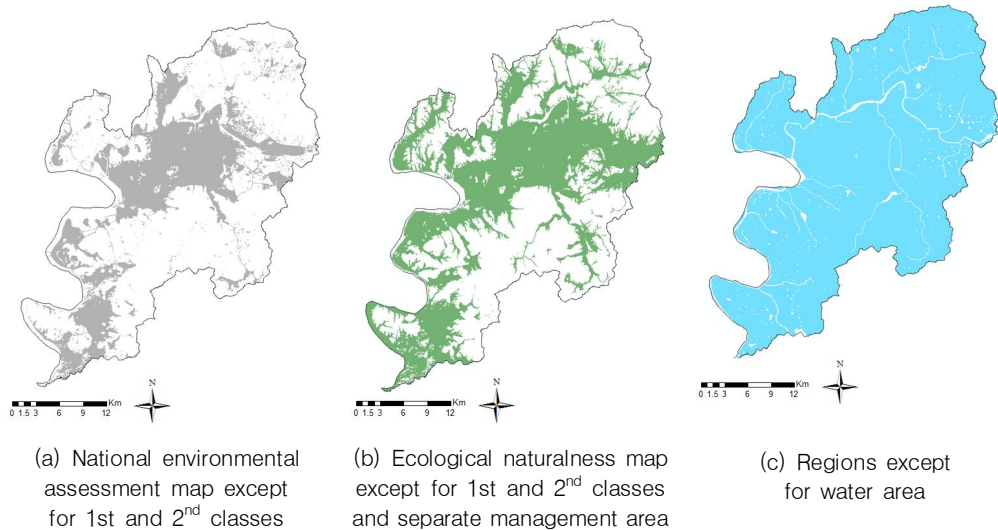 N
Km
0 1.5 3 6 9 12
N
Km
0 1.5 3 6 9 12
N
Km
0 1.5 3 6 9 12
(a) National environmental
assessment map except
for 1st and 2nd classes
(b) Ecological naturalness map
except for 1st and 2nd classes
and separate management area
(c) Regions except
for water area